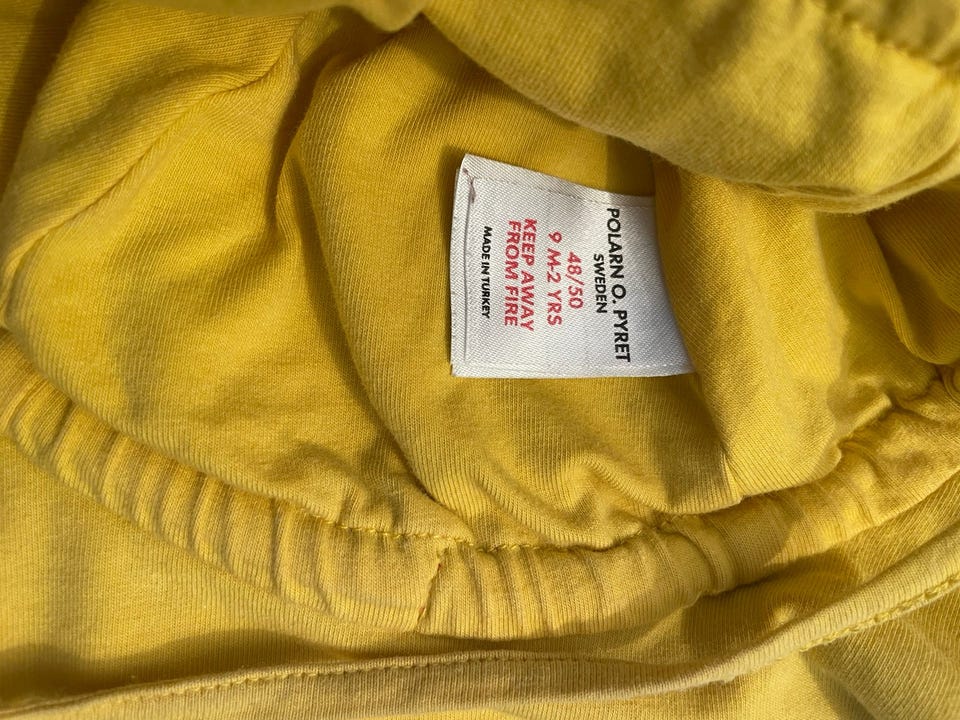 POLARN O. PYRET
SWEDEN
48/50
9 M-2 YRS
KEEP AWAY
FROM FIRE
MADE IN TURKEY